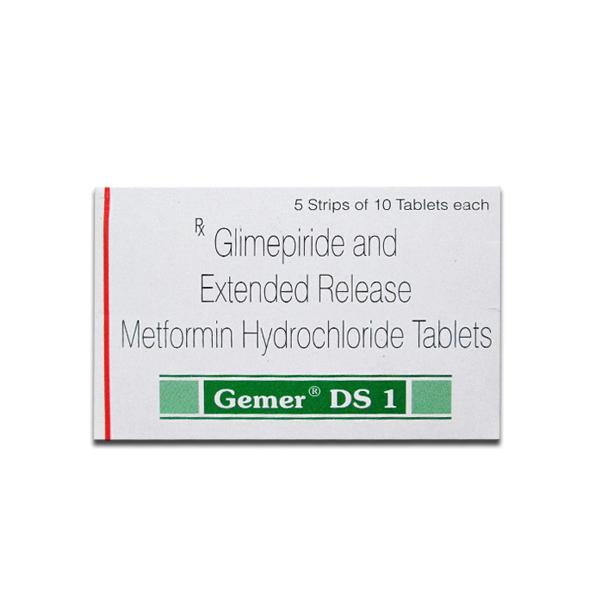 5 Strips of 10 Tablets each
℞ Glimepiride and
Extended Release
Metformin Hydrochloride Tablets
Gemer® DS 1